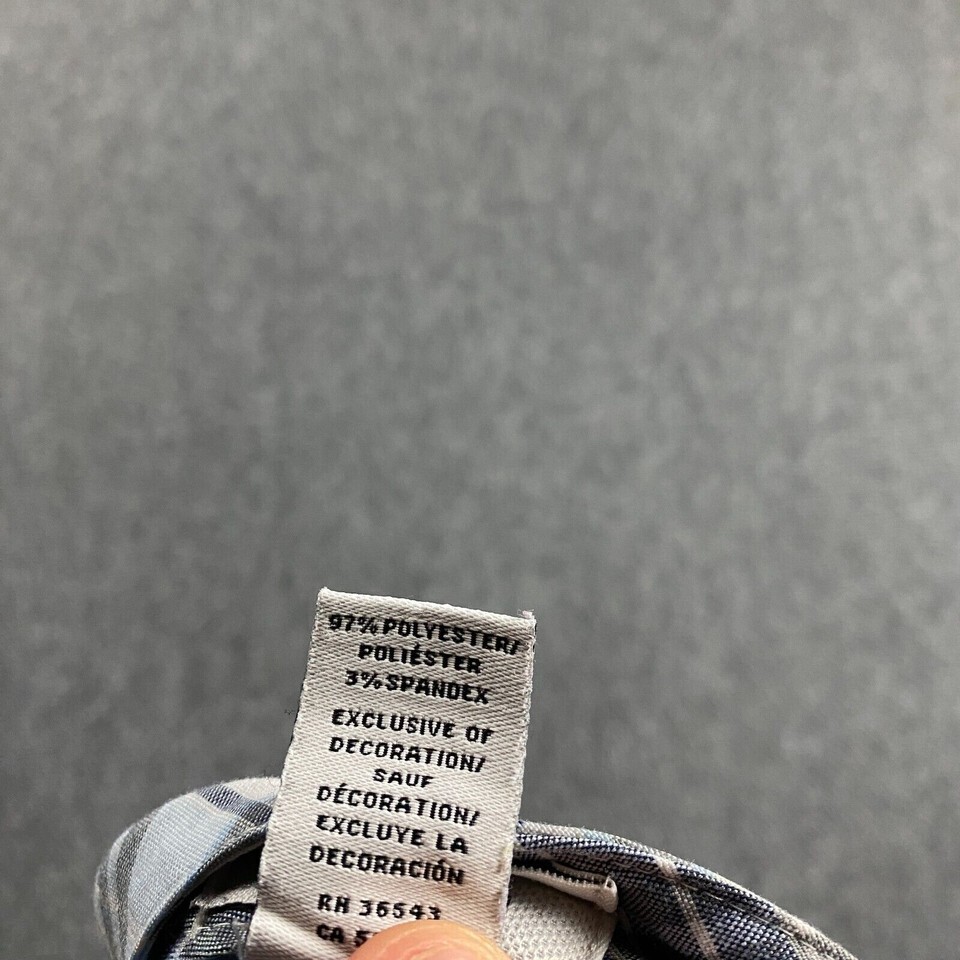 97% POLYESTER/
POLIÉSTER
3% SPANDEX
EXCLUSIVE OF
DECORATION/
SAUF
DÉCORATION/
EXCLUYE LA
DECORACIÓN
RN 36543
CA